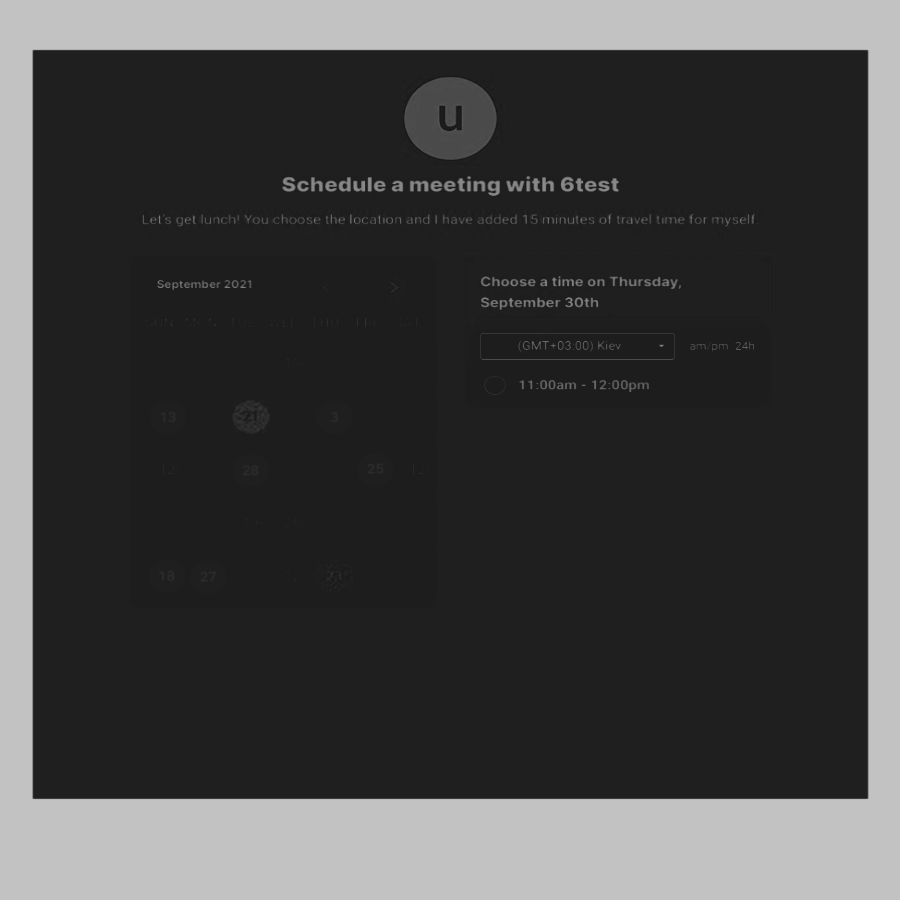 u
Schedule a meeting with 6test
Let's get lunch! You choose the location and I have added 15 minutes of travel time for myself.
September 2021
Choose a time on Thursday,
September 30th
(GMT+03:00) Kiev
am/pm 24h
11:00am - 12:00pm
13 21 3
12 28 25
18 27